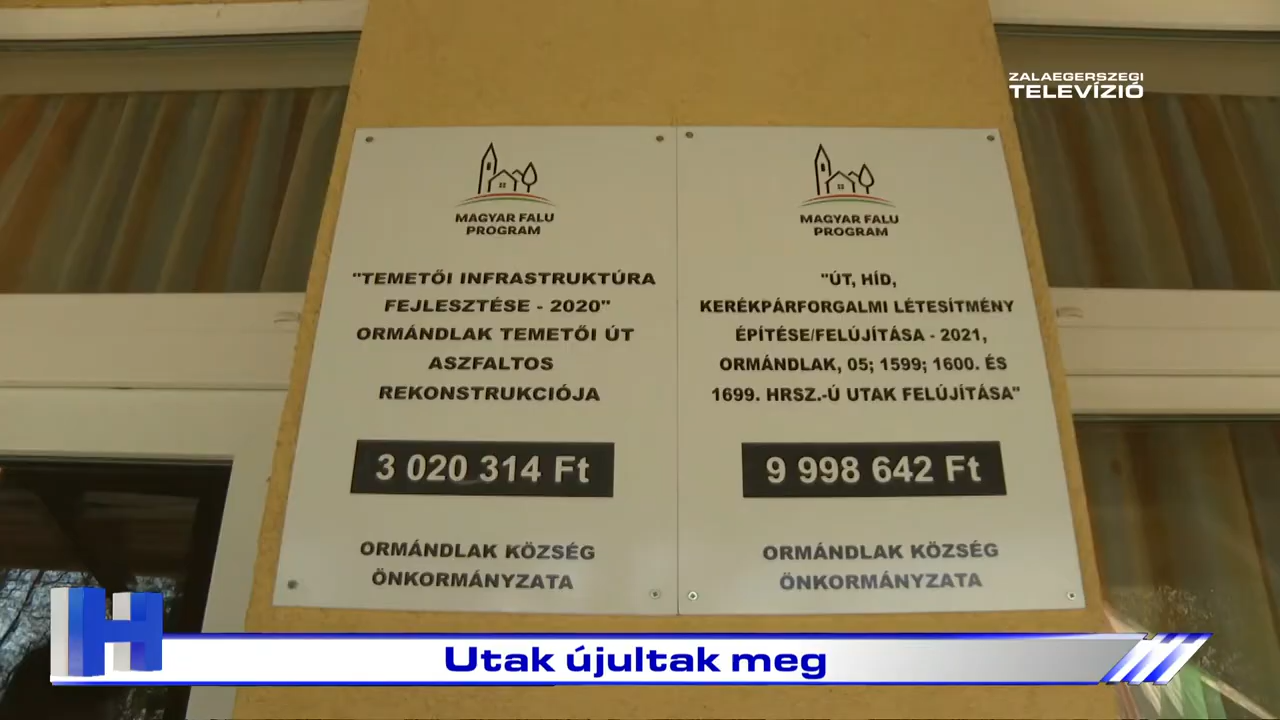 ZALAEGERSZEGI
TELEVÍZIÓ
MAGYAR FALU
PROGRAM
"TEMETŐI INFRASTRUKTÚRA
FEJLESZTÉSE - 2020"
ORMÁNDLAK TEMETŐI ÚT
ASZFALTOS
REKONSTRUKCIÓJA
3 020 314 Ft
ORMÁNDLAK KÖZSÉG
ÖNKORMÁNYZATA
MAGYAR FALU
PROGRAM
"ÚT, HÍD,
KERÉKPÁRFORGALMI LÉTESÍTMÉNY
ÉPÍTÉSE/FELÚJÍTÁSA - 2021,
ORMÁNDLAK, 05; 1599; 1600. ÉS
1699. HRSZ.-Ú UTAK FELÚJÍTÁSA"
9 998 642 Ft
ORMÁNDLAK KÖZSÉG
ÖNKORMÁNYZATA
H
Utak újultak meg